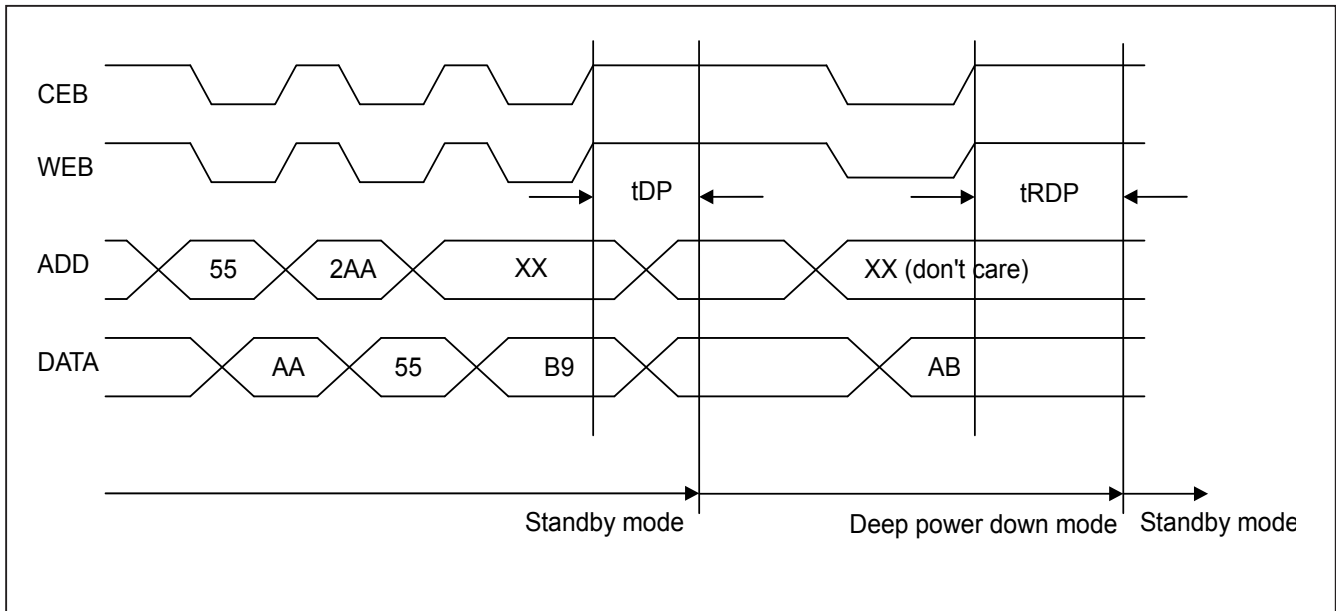 CEB
WEB
tDP
tRDP
ADD
55
2AA
XX
XX (don't care)
DATA
AA
55
B9
AB
Standby mode
Deep power down mode
Standby mode